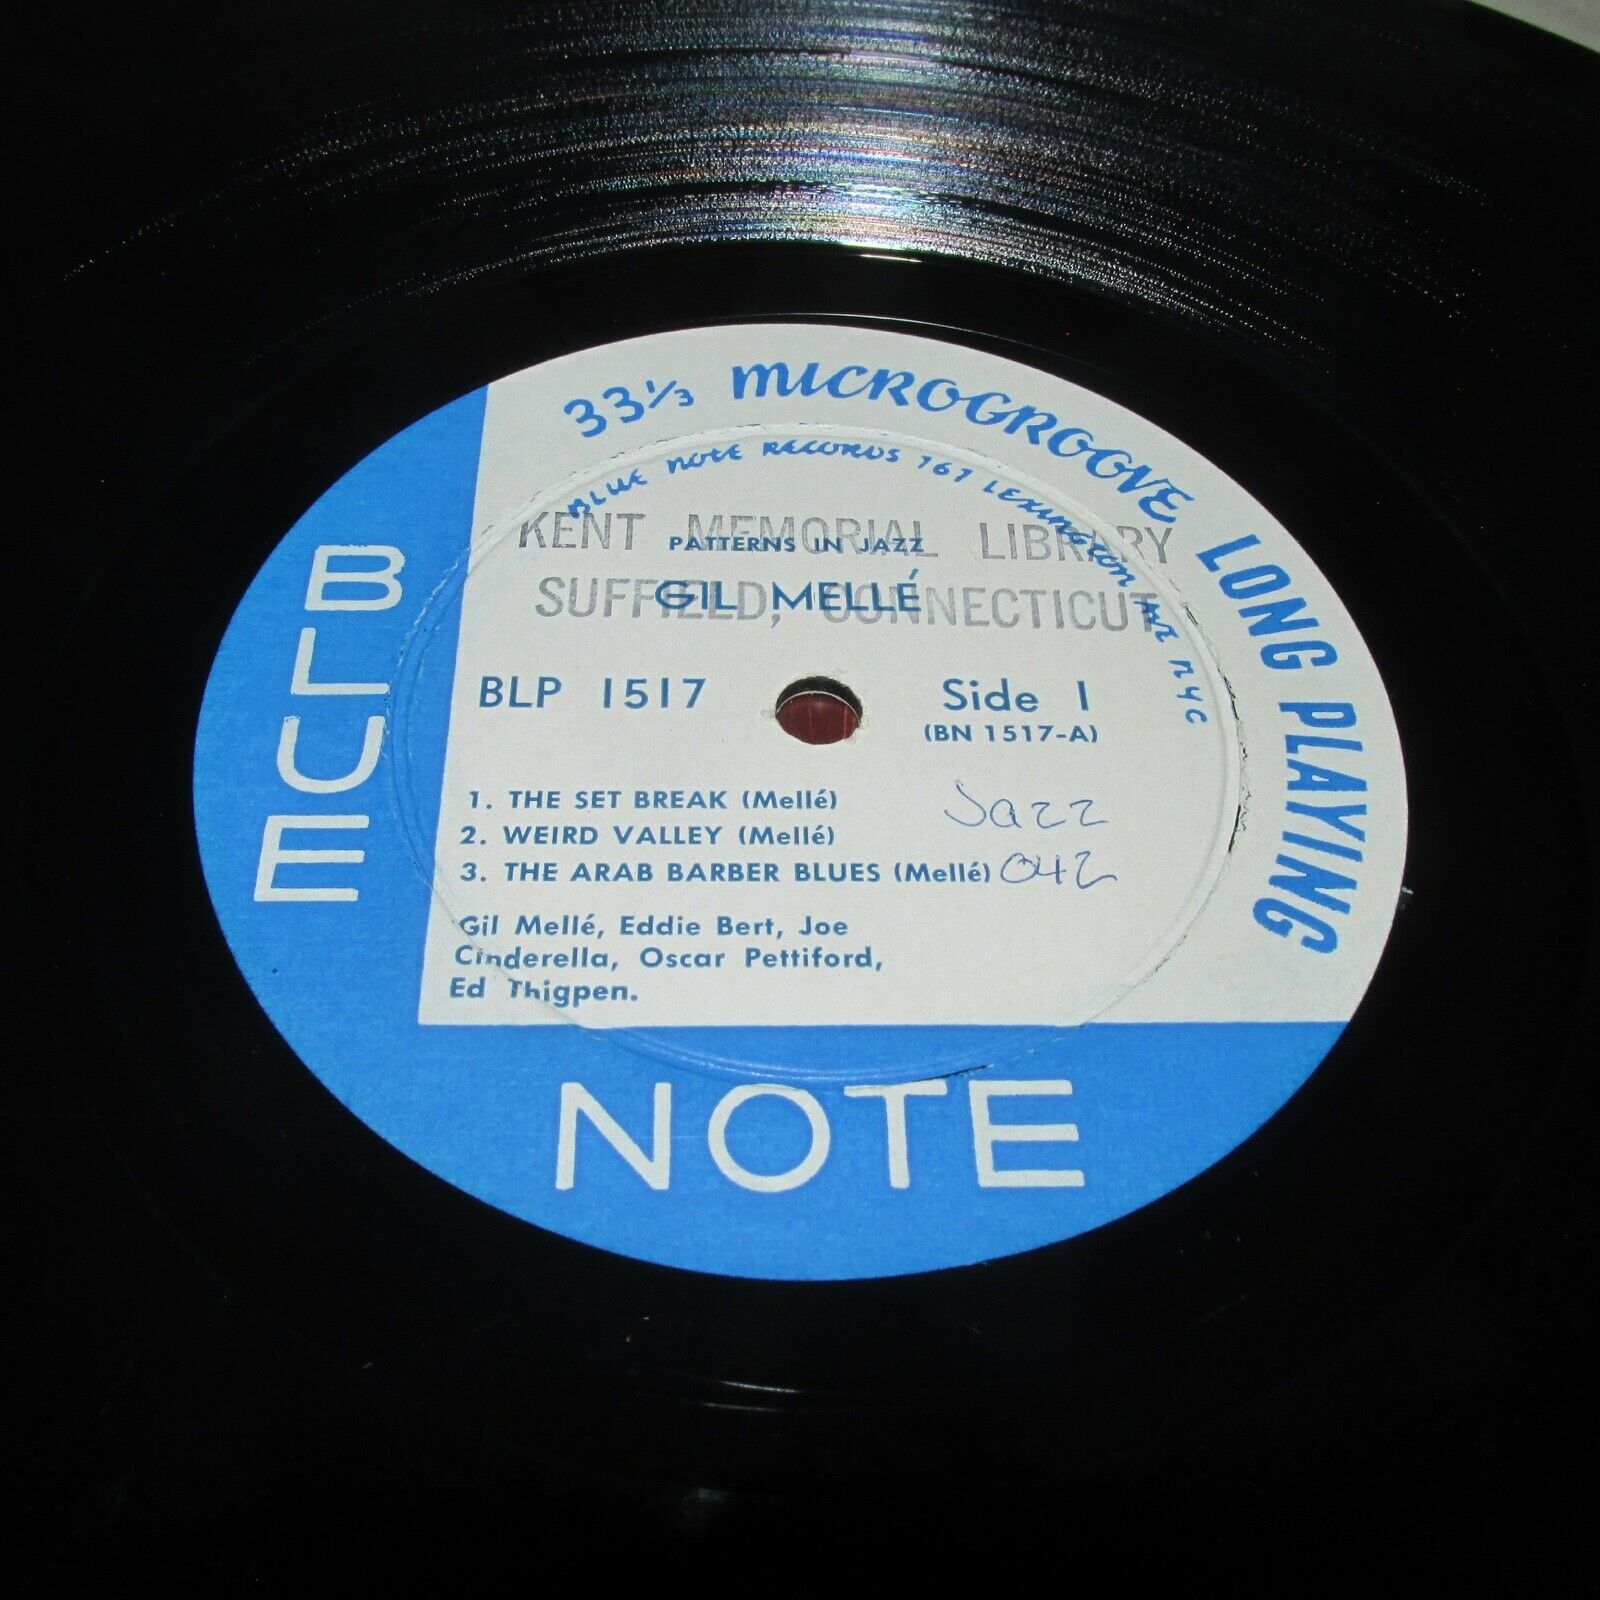 33⅓ MICROGROOVE LONG PLAYING
BLUE NOTE RECORDS 767 LEXINGTON AVE NYC
KENT MEMORIAL LIBRARY
PATTERNS IN JAZZ
SUFFIELD, CONNECTICUT
GIL MELLÉ
BLP 1517
Side 1
(BN 1517-A)
1. THE SET BREAK (Mellé)
2. WEIRD VALLEY (Mellé)
3. THE ARAB BARBER BLUES (Mellé)
Jazz
042
Gil Mellé, Eddie Bert, Joe
Cinderella, Oscar Pettiford,
Ed Thigpen.
BLUE
NOTE